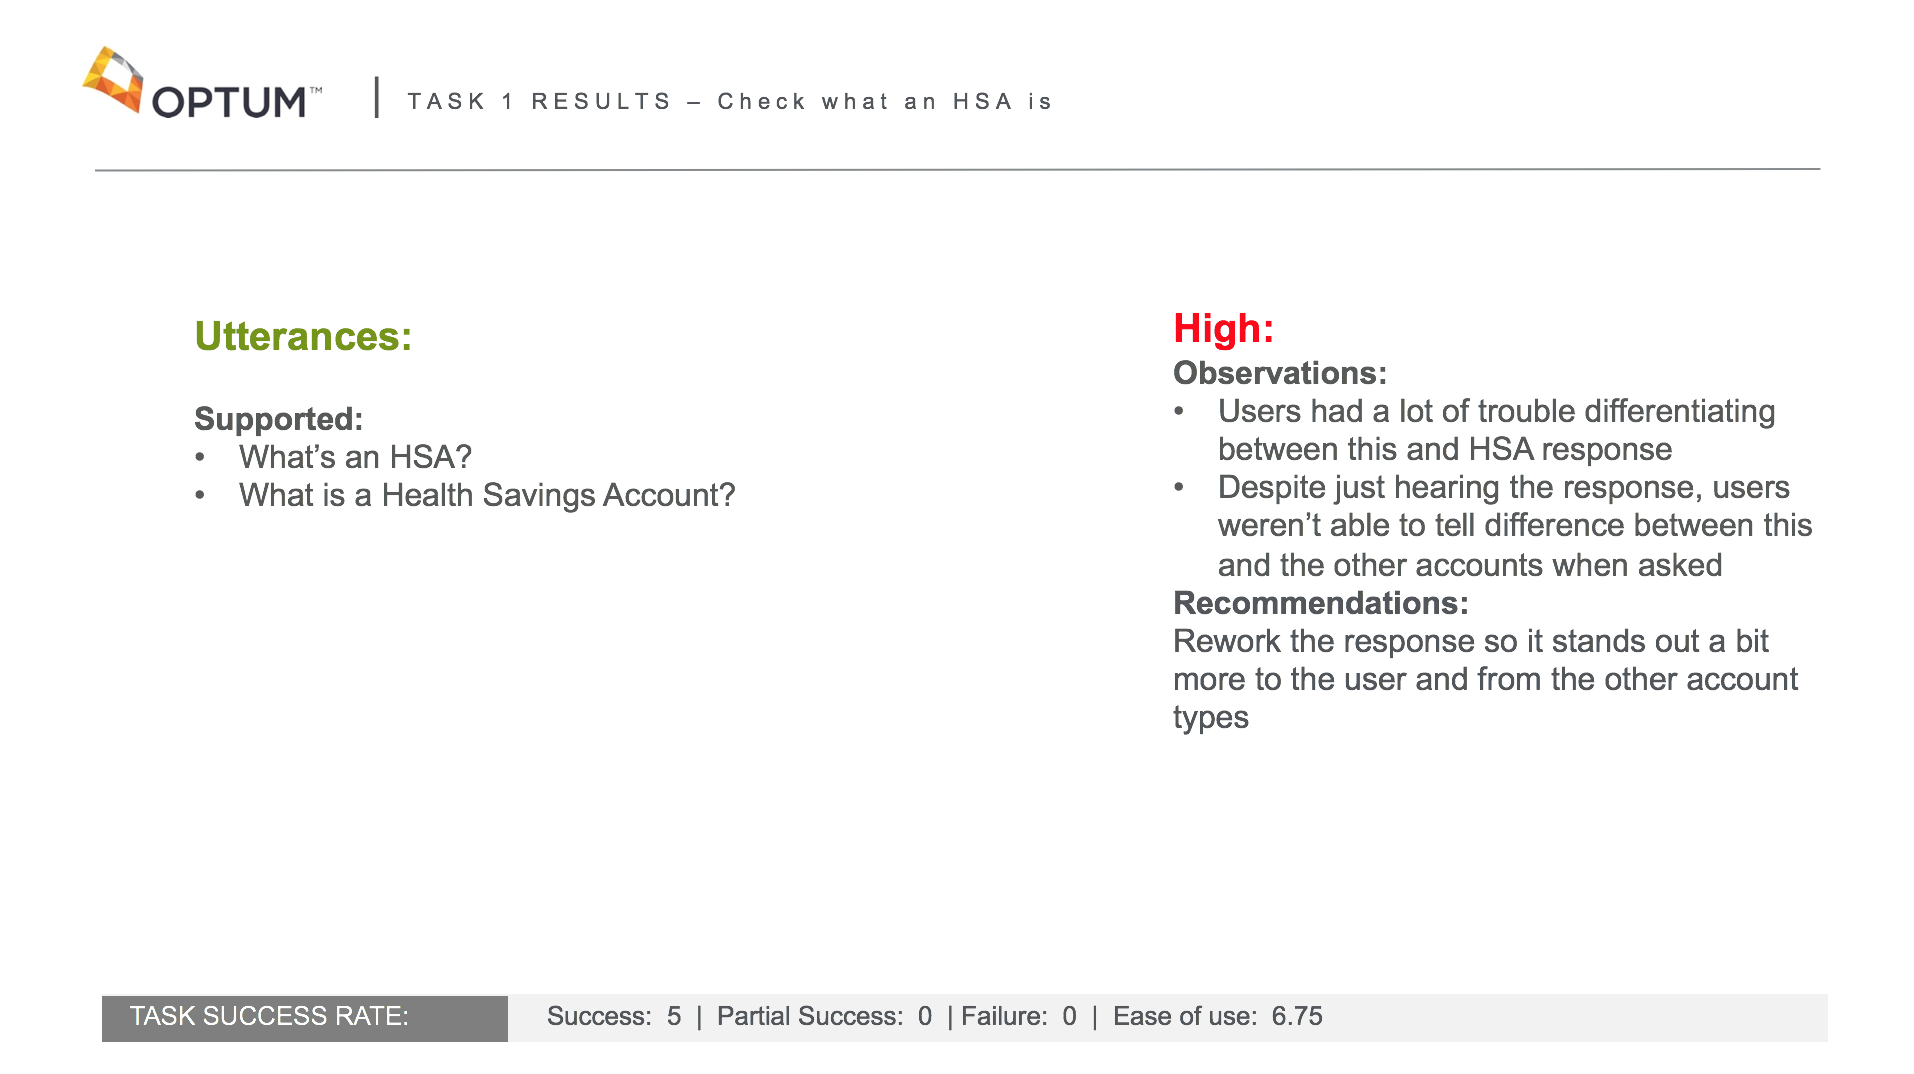 OPTUM™
TASK 1 RESULTS – Check what an HSA is
Utterances:
Supported:
• What’s an HSA?
• What is a Health Savings Account?
High:
Observations:
• Users had a lot of trouble differentiating
between this and HSA response
• Despite just hearing the response, users
weren’t able to tell difference between this
and the other accounts when asked
Recommendations:
Rework the response so it stands out a bit
more to the user and from the other account
types
TASK SUCCESS RATE:
Success: 5 | Partial Success: 0 | Failure: 0 | Ease of use: 6.75